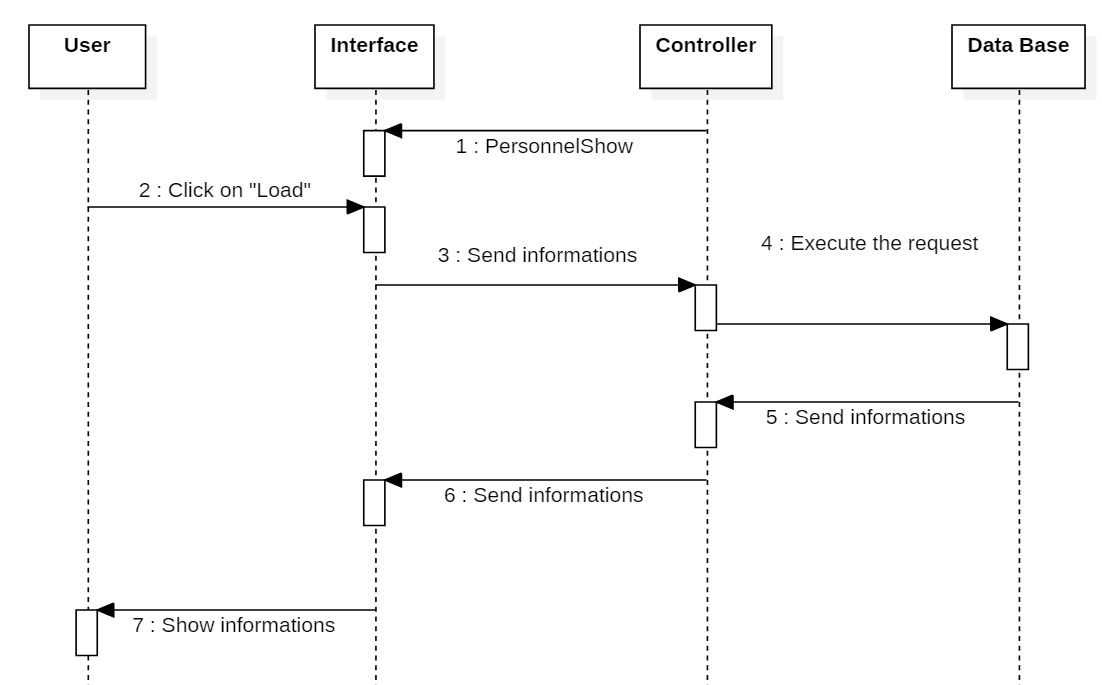 User
Interface
Controller
Data Base
1 : PersonnelShow
2 : Click on "Load"
3 : Send informations
4 : Execute the request
5 : Send informations
6 : Send informations
7 : Show informations